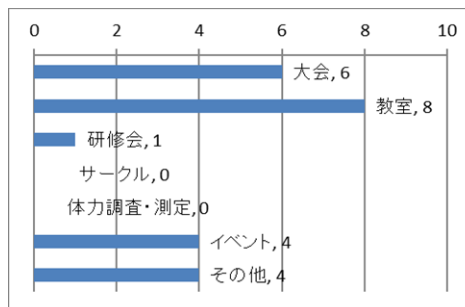 0 2 4 6 8 10
大会, 6
教室, 8
研修会, 1
サークル, 0
体力調査・測定, 0
イベント, 4
その他, 4